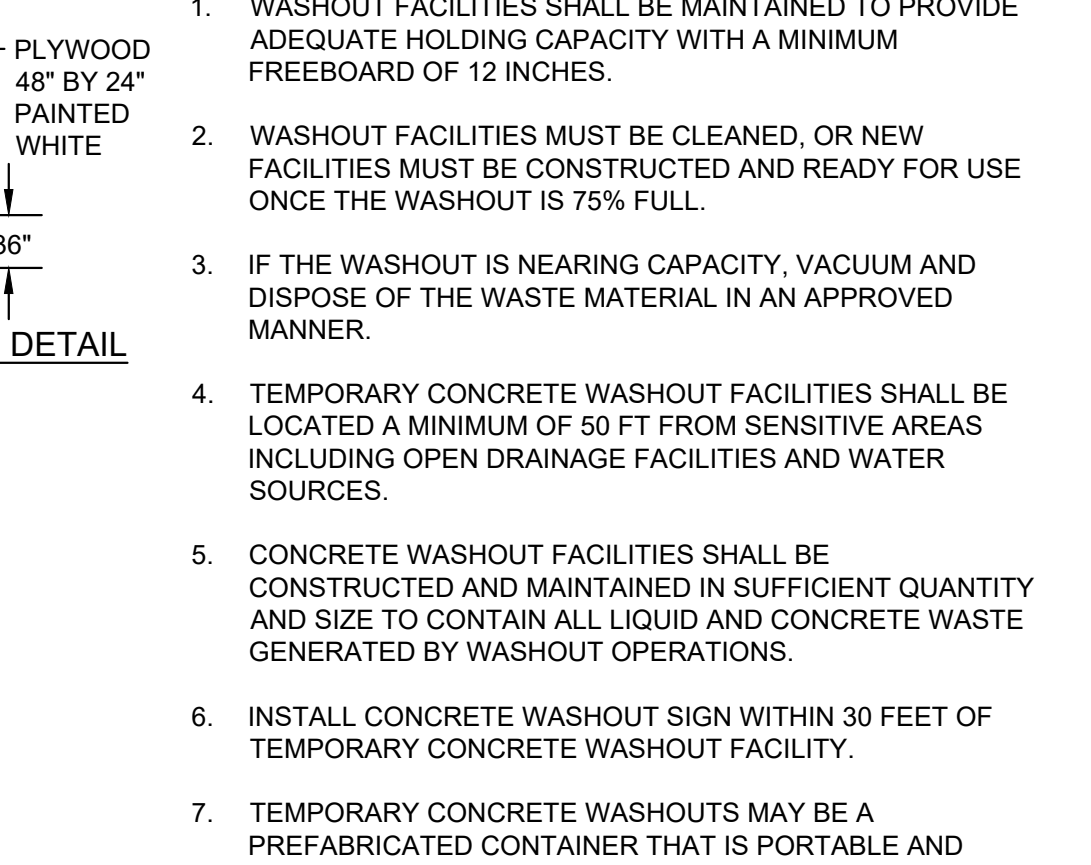 PLYWOOD
48" BY 24"
PAINTED
WHITE
36"
DETAIL
1. WASHOUT FACILITIES SHALL BE MAINTAINED TO PROVIDE
ADEQUATE HOLDING CAPACITY WITH A MINIMUM
FREEBOARD OF 12 INCHES.
2. WASHOUT FACILITIES MUST BE CLEANED, OR NEW
FACILITIES MUST BE CONSTRUCTED AND READY FOR USE
ONCE THE WASHOUT IS 75% FULL.
3. IF THE WASHOUT IS NEARING CAPACITY, VACUUM AND
DISPOSE OF THE WASTE MATERIAL IN AN APPROVED
MANNER.
4. TEMPORARY CONCRETE WASHOUT FACILITIES SHALL BE
LOCATED A MINIMUM OF 50 FT FROM SENSITIVE AREAS
INCLUDING OPEN DRAINAGE FACILITIES AND WATER
SOURCES.
5. CONCRETE WASHOUT FACILITIES SHALL BE
CONSTRUCTED AND MAINTAINED IN SUFFICIENT QUANTITY
AND SIZE TO CONTAIN ALL LIQUID AND CONCRETE WASTE
GENERATED BY WASHOUT OPERATIONS.
6. INSTALL CONCRETE WASHOUT SIGN WITHIN 30 FEET OF
TEMPORARY CONCRETE WASHOUT FACILITY.
7. TEMPORARY CONCRETE WASHOUTS MAY BE A
PREFABRICATED CONTAINER THAT IS PORTABLE AND